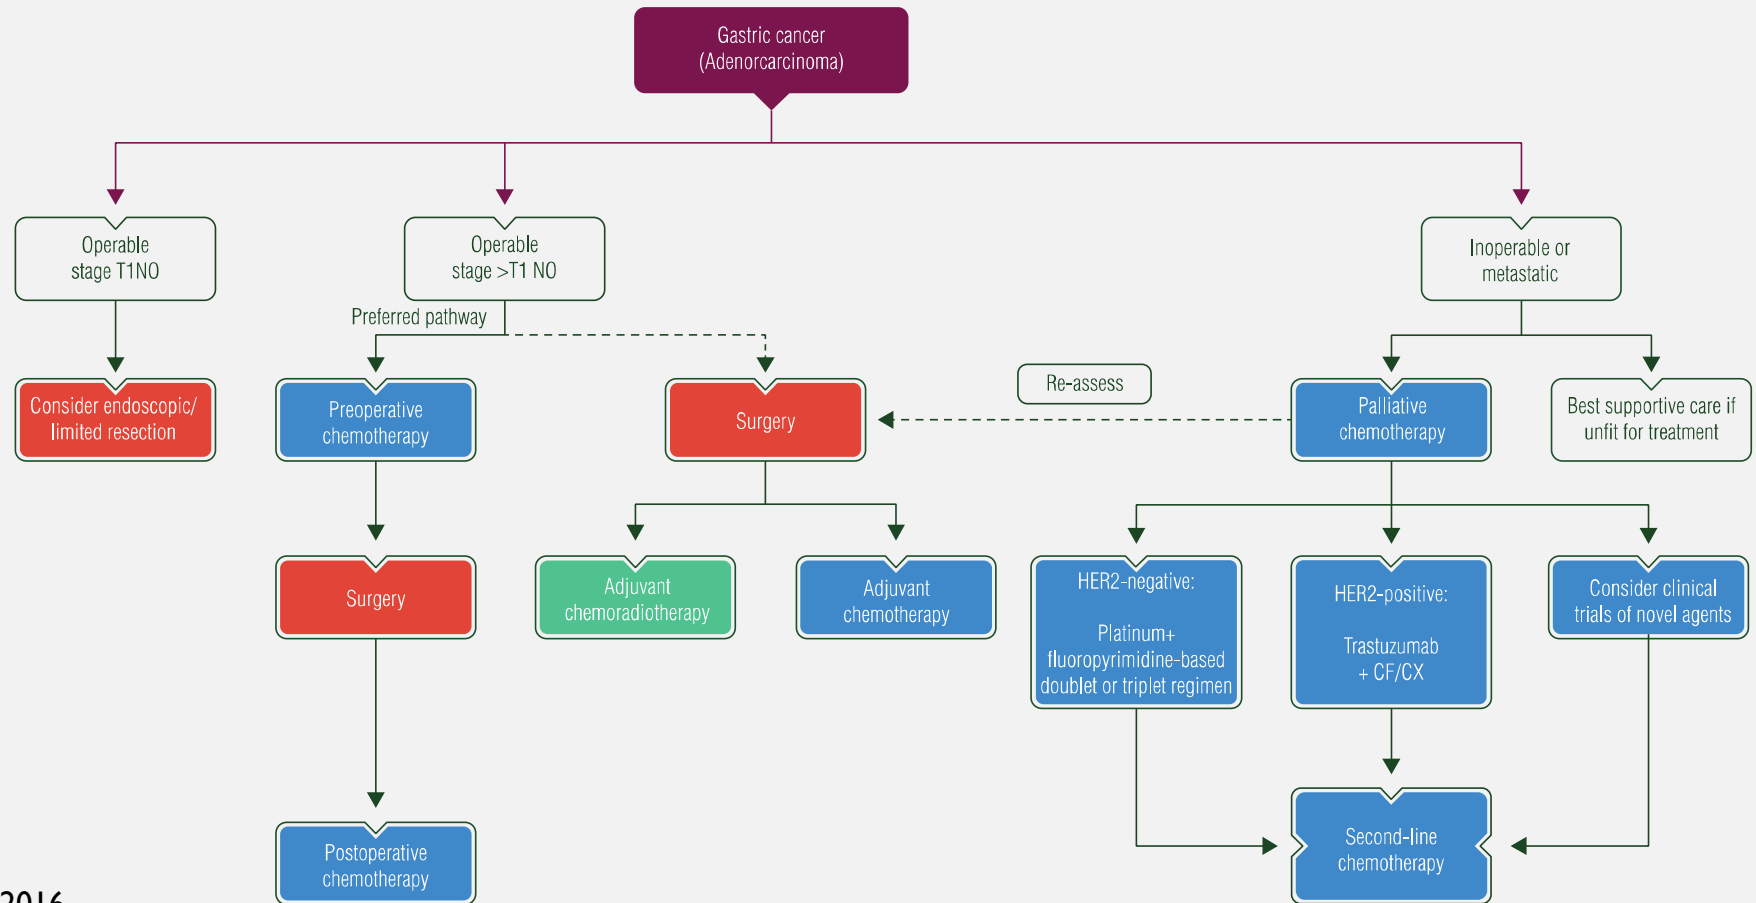 Gastric cancer
(Adenorcarcinoma)
Operable
stage T1NO
Operable
stage >T1 NO
Inoperable or
metastatic
Preferred pathway
Consider endoscopic/
limited resection
Preoperative
chemotherapy
Surgery
Re-assess
Palliative
chemotherapy
Best supportive care if
unfit for treatment
Surgery
Adjuvant
chemoradiotherapy
Adjuvant
chemotherapy
HER2-negative:
Platinum+
fluoropyrimidine-based
doublet or triplet regimen
HER2-positive:
Trastuzumab
+ CF/CX
Consider clinical
trials of novel agents
Postoperative
chemotherapy
Second-line
chemotherapy
2016